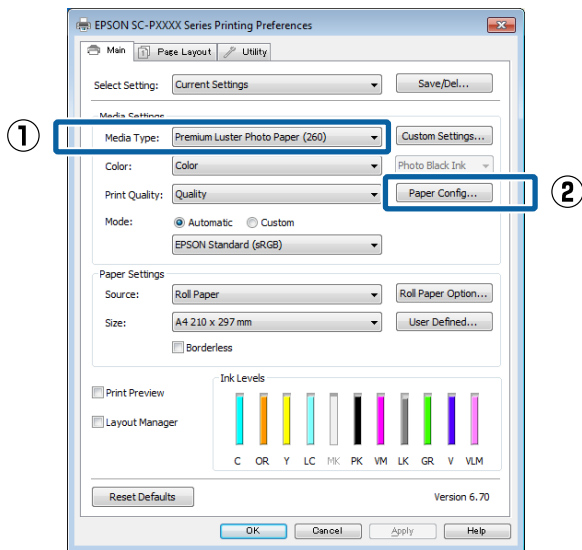 EPSON SC-PXXXX Series Printing Preferences
Main Page Layout Utility
Select Setting: Current Settings Save/Del...
Media Settings
① Media Type: Premium Luster Photo Paper (260) Custom Settings...
Color: Color Photo Black Ink
Print Quality: Quality Paper Config... ②
Mode: Automatic Custom
EPSON Standard (sRGB)
Paper Settings
Source: Roll Paper Roll Paper Option...
Size: A4 210 x 297 mm User Defined...
Borderless
Ink Levels
Print Preview
Layout Manager
C OR Y LC MK PK VM LK GR V VLM
Reset Defaults Version 6.70
OK Cancel Apply Help